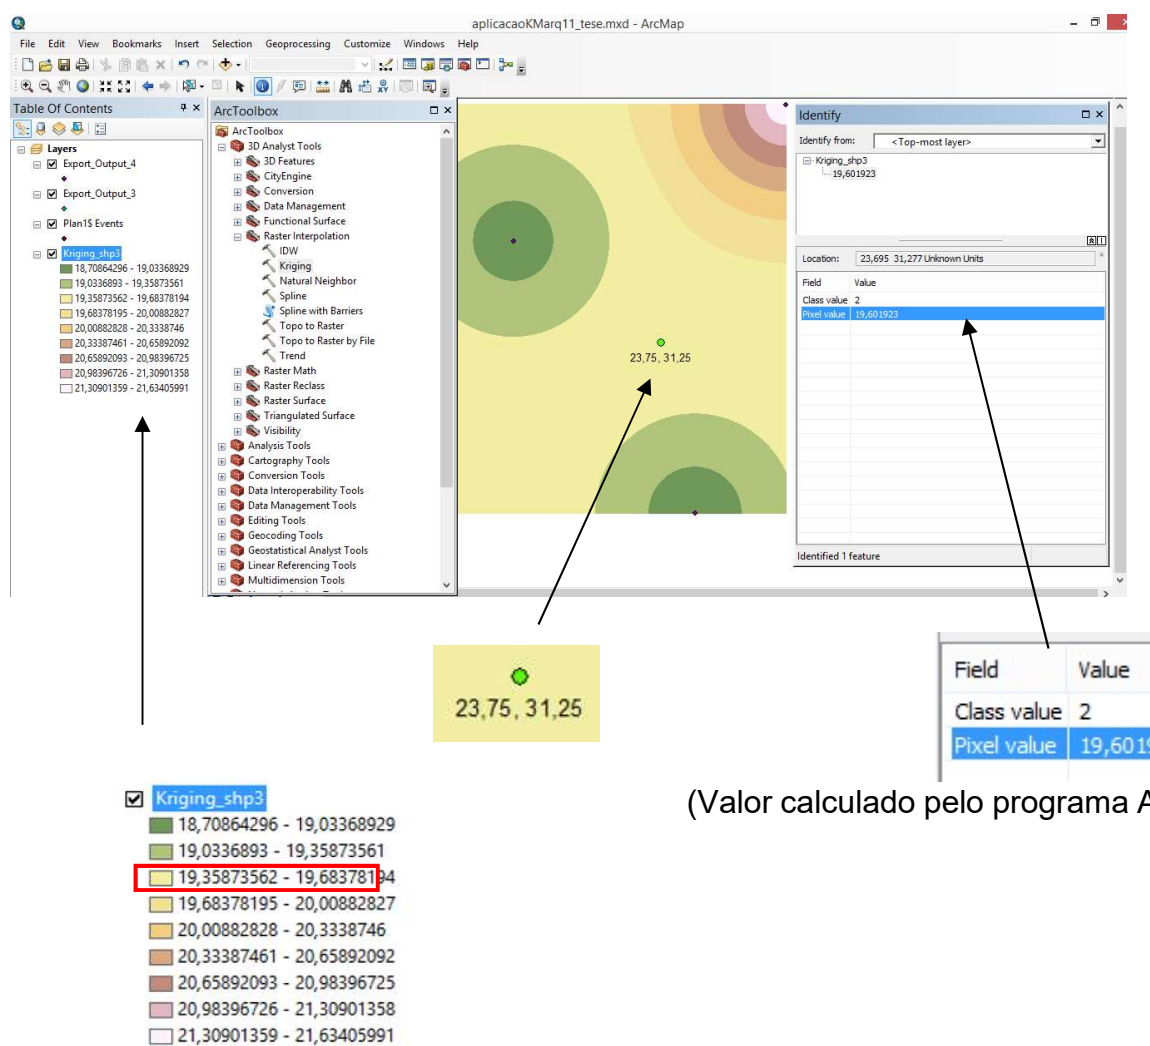 aplicacaoKMarq11_tese.mxd - ArcMap
File Edit View Bookmarks Insert Selection Geoprocessing Customize Windows Help
Table Of Contents
Layers
Export_Output_4
Export_Output_3
Plan1$ Events
Kriging_shp3
18,70864296 - 19,03368929
19,0336893 - 19,35873561
19,35873562 - 19,68378194
19,68378195 - 20,00882827
20,00882828 - 20,3338746
20,33387461 - 20,65892092
20,65892093 - 20,98396725
20,98396726 - 21,30901358
21,30901359 - 21,63405991
ArcToolbox
ArcToolbox
3D Analyst Tools
3D Features
CityEngine
Conversion
Data Management
Functional Surface
Raster Interpolation
IDW
Kriging
Natural Neighbor
Spline
Spline with Barriers
Topo to Raster
Topo to Raster by File
Trend
Raster Math
Raster Reclass
Raster Surface
Triangulated Surface
Visibility
Analysis Tools
Cartography Tools
Conversion Tools
Data Interoperability Tools
Data Management Tools
Editing Tools
Geocoding Tools
Geostatistical Analyst Tools
Linear Referencing Tools
Multidimension Tools
23,75, 31,25
Identify
Identify from: <Top-most layer>
Kriging_shp3
19,601923
Location: 23,695 31,277 Unknown Units
Field Value
Class value 2
Pixel value 19,601923
Identified 1 feature
23,75, 31,25
Field Value
Class value 2
Pixel value 19,6019
(Valor calculado pelo programa A
Kriging_shp3
18,70864296 - 19,03368929
19,0336893 - 19,35873561
19,35873562 - 19,68378194
19,68378195 - 20,00882827
20,00882828 - 20,3338746
20,33387461 - 20,65892092
20,65892093 - 20,98396725
20,98396726 - 21,30901358
21,30901359 - 21,63405991